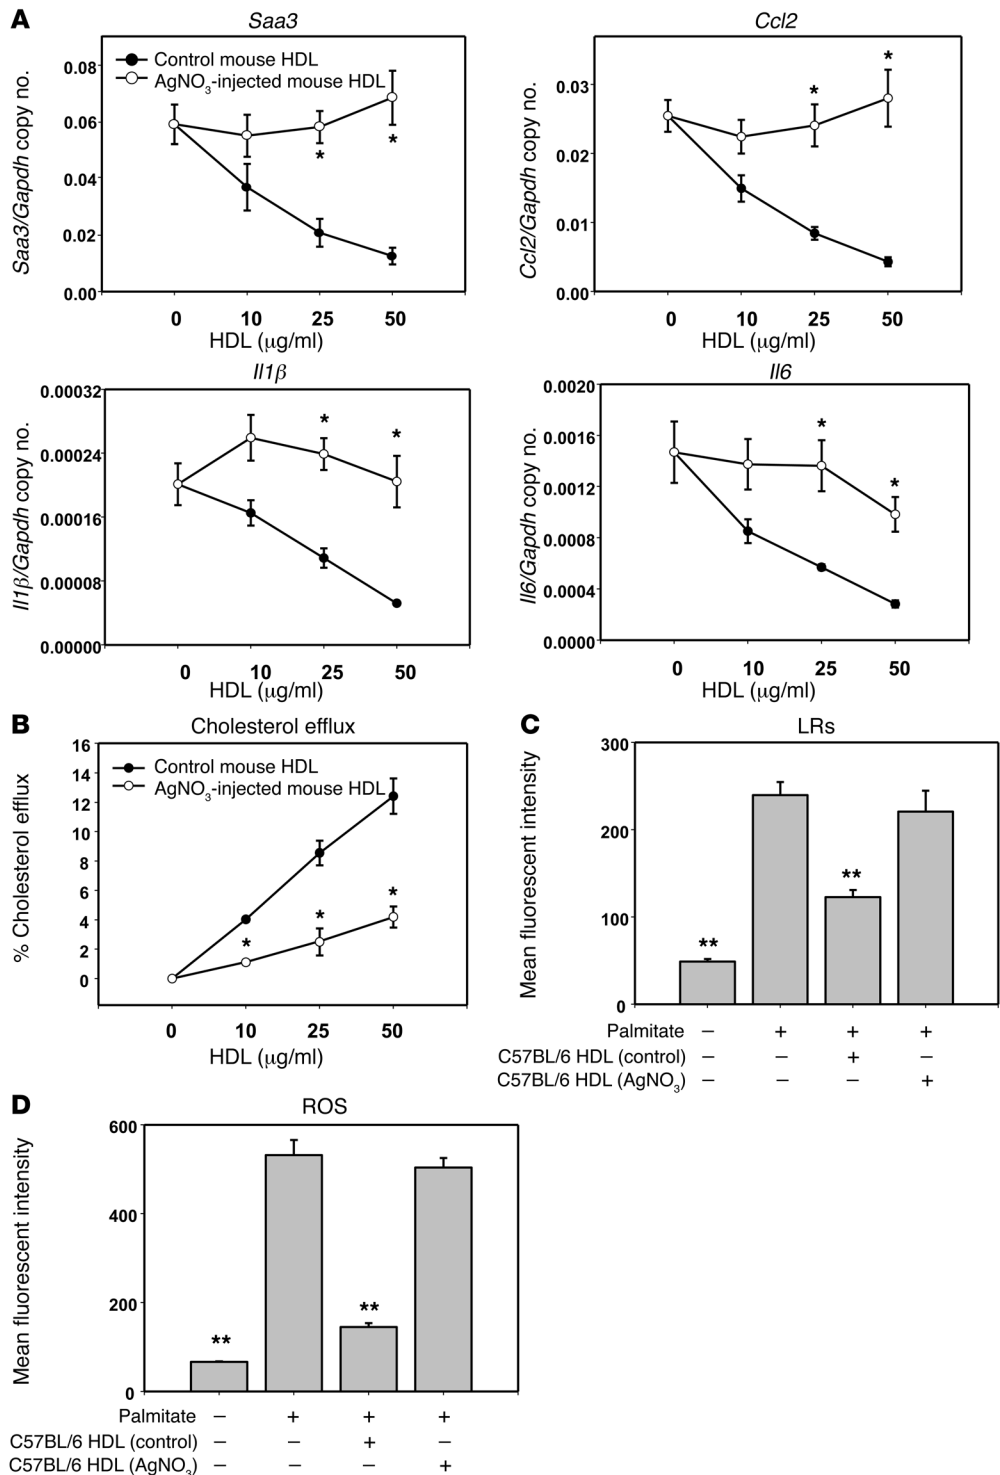 A
Saa3
Saa3/Gapdh copy no.
Control mouse HDL
AgNO3-injected mouse HDL
0.08
0.06
0.04
0.02
0.00
*
*
0 10 25 50
HDL (μg/ml)
Ccl2
Ccl2/Gapdh copy no.
0.03
0.02
0.01
0.00
*
*
0 10 25 50
HDL (μg/ml)
Il1β
Il1β/Gapdh copy no.
0.00032
0.00024
0.00016
0.00008
0.00000
*
*
0 10 25 50
HDL (μg/ml)
Il6
Il6/Gapdh copy no.
0.0020
0.0016
0.0012
0.0008
0.0004
0.0000
*
*
0 10 25 50
HDL (μg/ml)
B
Cholesterol efflux
% Cholesterol efflux
Control mouse HDL
AgNO3-injected mouse HDL
16
14
12
10
8
6
4
2
0
*
*
*
0 10 25 50
HDL (μg/ml)
C
LRs
Mean fluorescent intensity
300
200
100
0
**
**
Palmitate − + + +
C57BL/6 HDL (control) − − + −
C57BL/6 HDL (AgNO3) − − − +
D
ROS
Mean fluorescent intensity
600
400
200
0
**
**
Palmitate − + + +
C57BL/6 HDL (control) − − + −
C57BL/6 HDL (AgNO3) − − − +